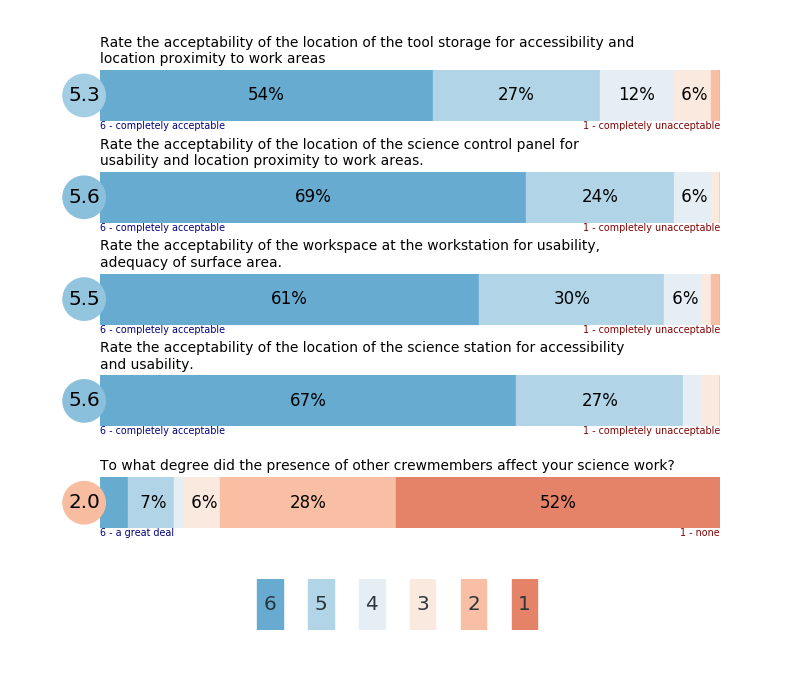 Rate the acceptability of the location of the tool storage for accessibility and
location proximity to work areas
5.3 54% 27% 12% 6%
6 - completely acceptable 1 - completely unacceptable
Rate the acceptability of the location of the science control panel for
usability and location proximity to work areas.
5.6 69% 24% 6%
6 - completely acceptable 1 - completely unacceptable
Rate the acceptability of the workspace at the workstation for usability,
adequacy of surface area.
5.5 61% 30% 6%
6 - completely acceptable 1 - completely unacceptable
Rate the acceptability of the location of the science station for accessibility
and usability.
5.6 67% 27%
6 - completely acceptable 1 - completely unacceptable
To what degree did the presence of other crewmembers affect your science work?
2.0 7% 6% 28% 52%
6 - a great deal 1 - none
6 5 4 3 2 1